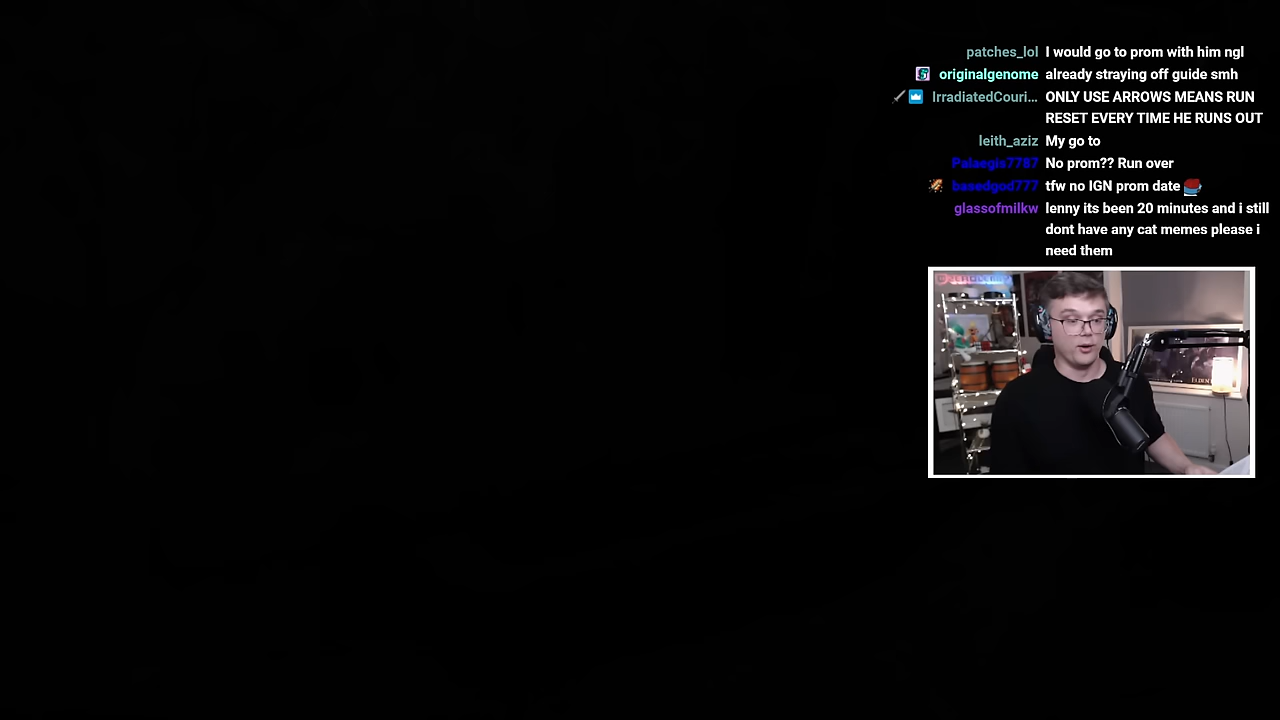 patches_lol I would go to prom with him ngl
originalgenome already straying off guide smh
IrradiatedCouri... ONLY USE ARROWS MEANS RUN
RESET EVERY TIME HE RUNS OUT
leith_aziz My go to
Palaegis7787 No prom?? Run over
basedgod777 tfw no IGN prom date
glassofmilkw lenny its been 20 minutes and i still
dont have any cat memes please i
need them